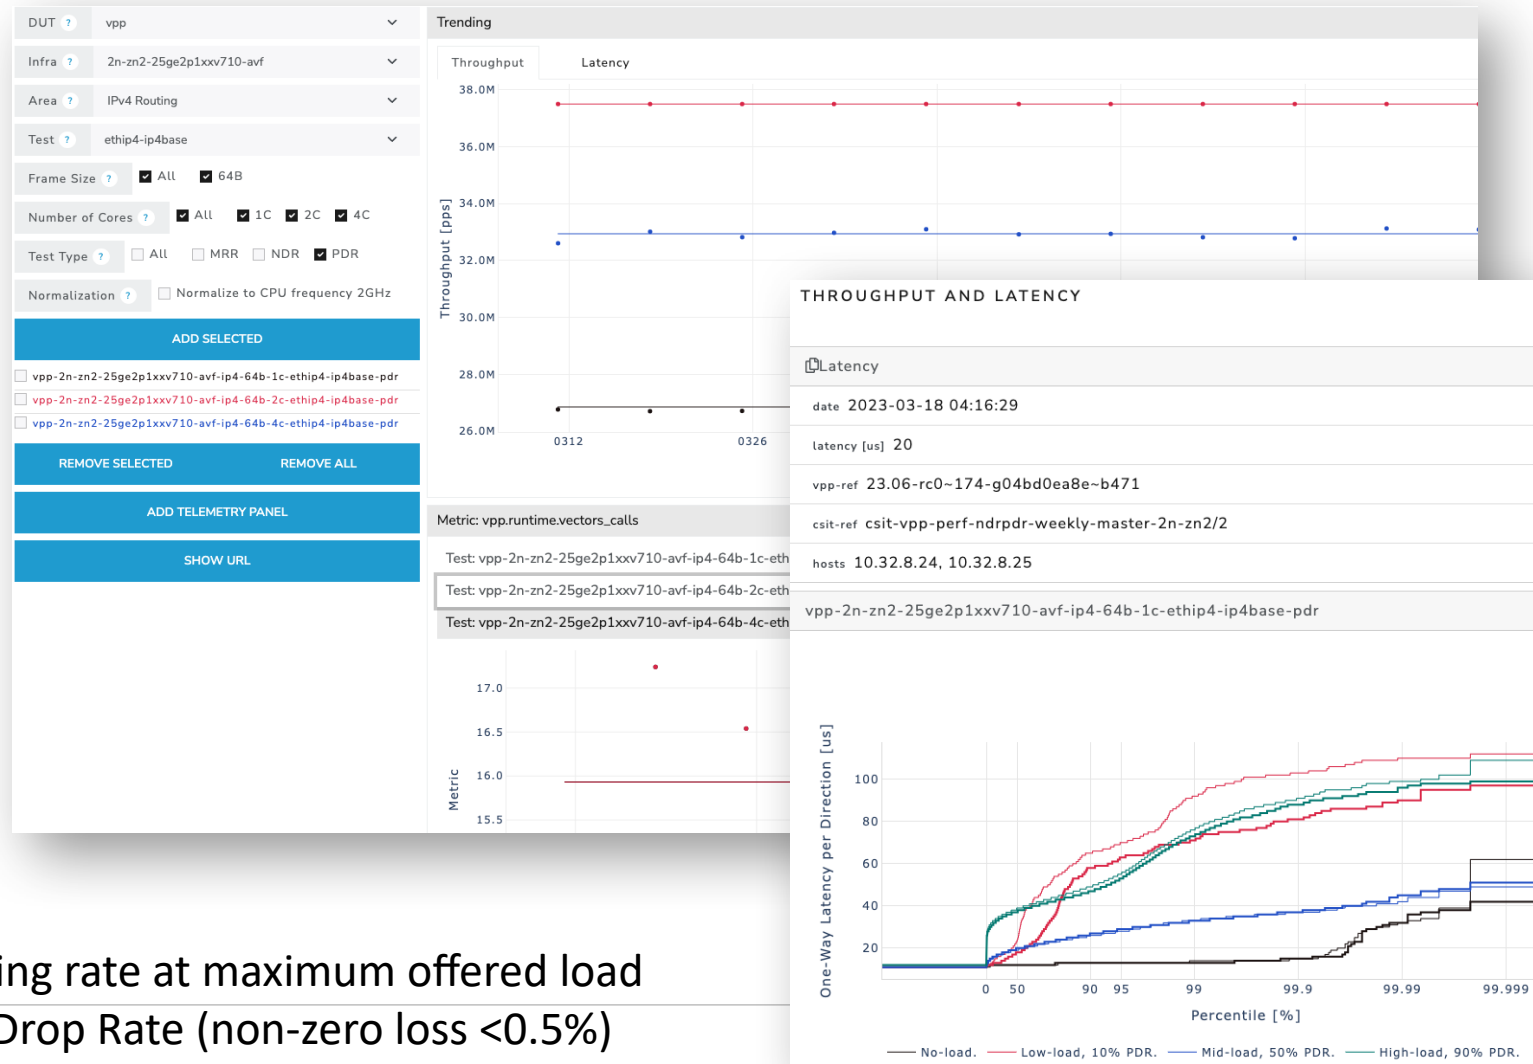 DUT ? vpp
Infra ? 2n-zn2-25ge2p1xxv710-avf
Area ? IPv4 Routing
Test ? ethip4-ip4base
Frame Size ? All 64B
Number of Cores ? All 1C 2C 4C
Test Type ? All MRR NDR PDR
Normalization ? Normalize to CPU frequency 2GHz
ADD SELECTED
vpp-2n-zn2-25ge2p1xxv710-avf-ip4-64b-1c-ethip4-ip4base-pdr
vpp-2n-zn2-25ge2p1xxv710-avf-ip4-64b-2c-ethip4-ip4base-pdr
vpp-2n-zn2-25ge2p1xxv710-avf-ip4-64b-4c-ethip4-ip4base-pdr
REMOVE SELECTED REMOVE ALL
ADD TELEMETRY PANEL
SHOW URL
Trending
Throughput Latency
Throughput [pps]
38.0M
36.0M
34.0M
32.0M
30.0M
28.0M
26.0M
0312 0326
Metric: vpp.runtime.vectors_calls
Test: vpp-2n-zn2-25ge2p1xxv710-avf-ip4-64b-1c-eth
Test: vpp-2n-zn2-25ge2p1xxv710-avf-ip4-64b-2c-eth
Test: vpp-2n-zn2-25ge2p1xxv710-avf-ip4-64b-4c-eth
Metric
17.0
16.5
16.0
15.5
THROUGHPUT AND LATENCY
Latency
date 2023-03-18 04:16:29
latency [us] 20
vpp-ref 23.06-rc0~174-g04bd0ea8e~b471
csit-ref csit-vpp-perf-ndrpdr-weekly-master-2n-zn2/2
hosts 10.32.8.24, 10.32.8.25
vpp-2n-zn2-25ge2p1xxv710-avf-ip4-64b-1c-ethip4-ip4base-pdr
One-Way Latency per Direction [us]
100
80
60
40
20
0 50 90 95 99 99.9 99.99 99.999
Percentile [%]
No-load. Low-load, 10% PDR. Mid-load, 50% PDR. High-load, 90% PDR.
ing rate at maximum offered load
Drop Rate (non-zero loss <0.5%)